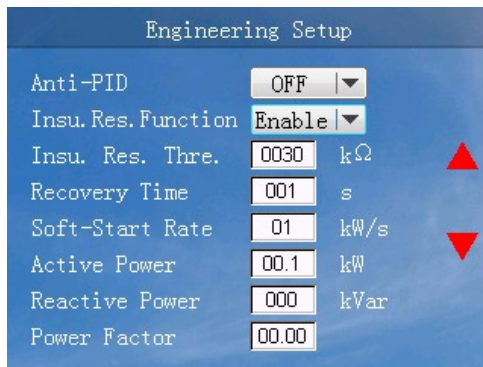 Engineering Setup
Anti-PID OFF
Insu.Res.Function Enable
Insu. Res. Thre. 0030 kΩ
Recovery Time 001 s
Soft-Start Rate 01 kW/s
Active Power 00.1 kW
Reactive Power 000 kVar
Power Factor 00.00